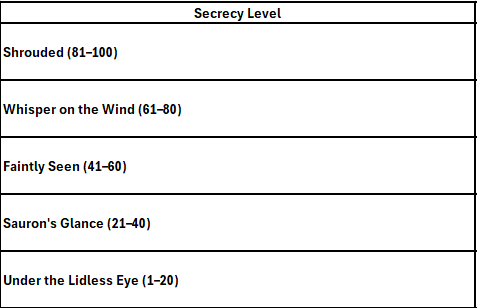 Secrecy Level
Shrouded (81–100)
Whisper on the Wind (61–80)
Faintly Seen (41–60)
Sauron's Glance (21–40)
Under the Lidless Eye (1–20)